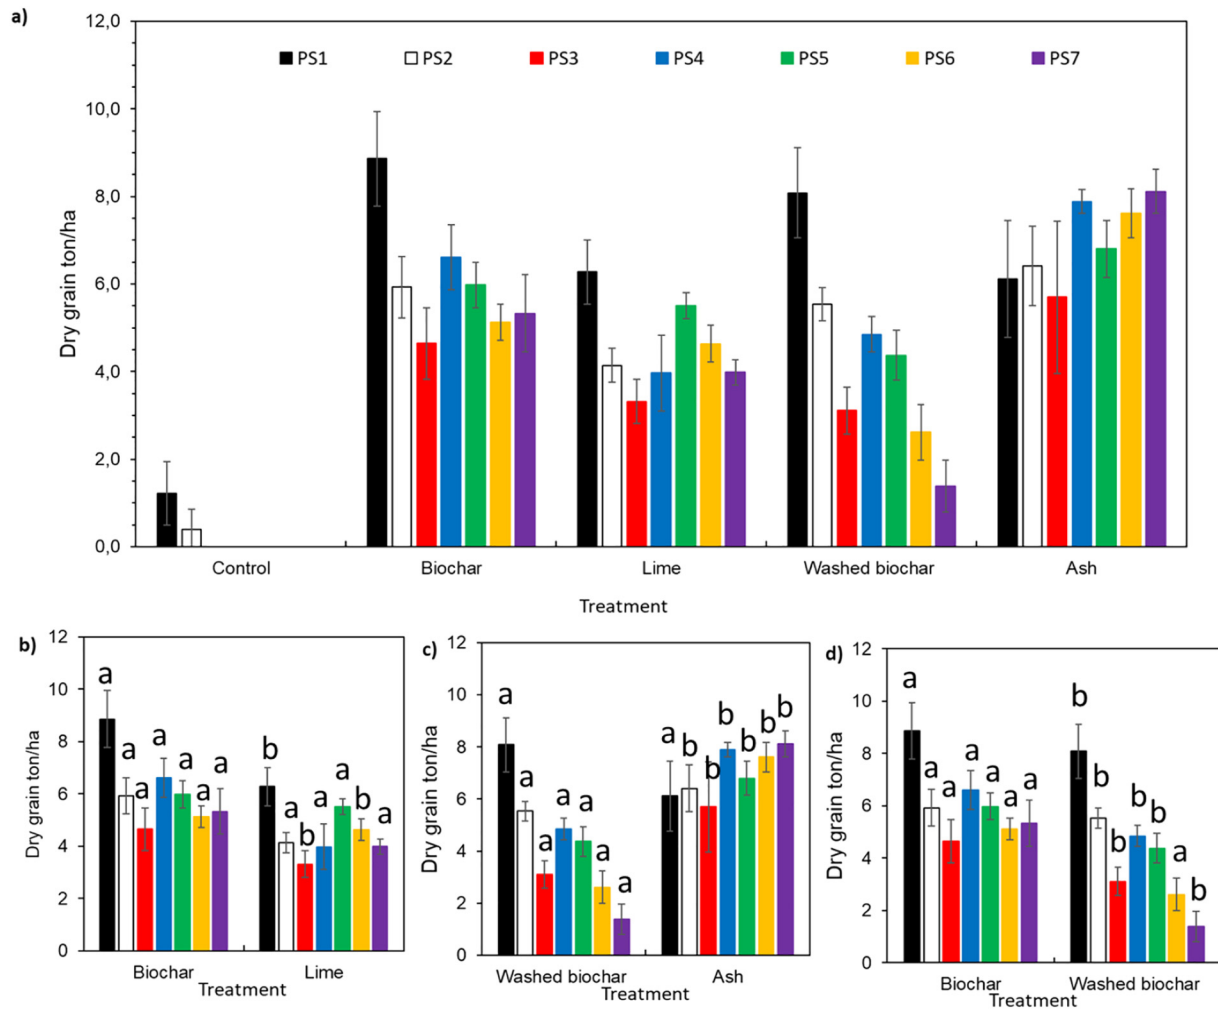 a)
12,0
10,0
8,0
6,0
4,0
2,0
0,0
Dry grain ton/ha
PS1 PS2 PS3 PS4 PS5 PS6 PS7
Control Biochar Lime Washed biochar Ash
Treatment
b)
12
10
8
6
4
2
0
Dry grain ton/ha
a a a a a a a
b a b a a b a
Biochar Lime
Treatment
c)
12
10
8
6
4
2
0
Dry grain ton/ha
a a a a a a a
a b b b b b b
Washed biochar Ash
Treatment
d)
12
10
8
6
4
2
0
Dry grain ton/ha
a a a a a a a
b b b b b a b
Biochar Washed biochar
Treatment